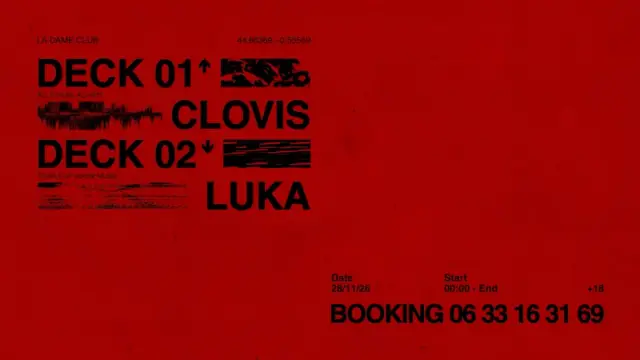 LA DAME CLUB
DECK 01
CLOVIS
DECK 02
LUKA
Date
Start
28/11/26
00:00 - End
+18
BOOKING 06 33 16 31 69